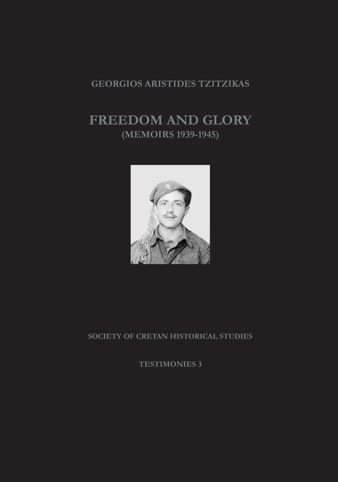 GEORGIOS ARISTIDES TZITZIKAS
FREEDOM AND GLORY
(MEMOIRS 1939-1945)
SOCIETY OF CRETAN HISTORICAL STUDIES
TESTIMONIES 3